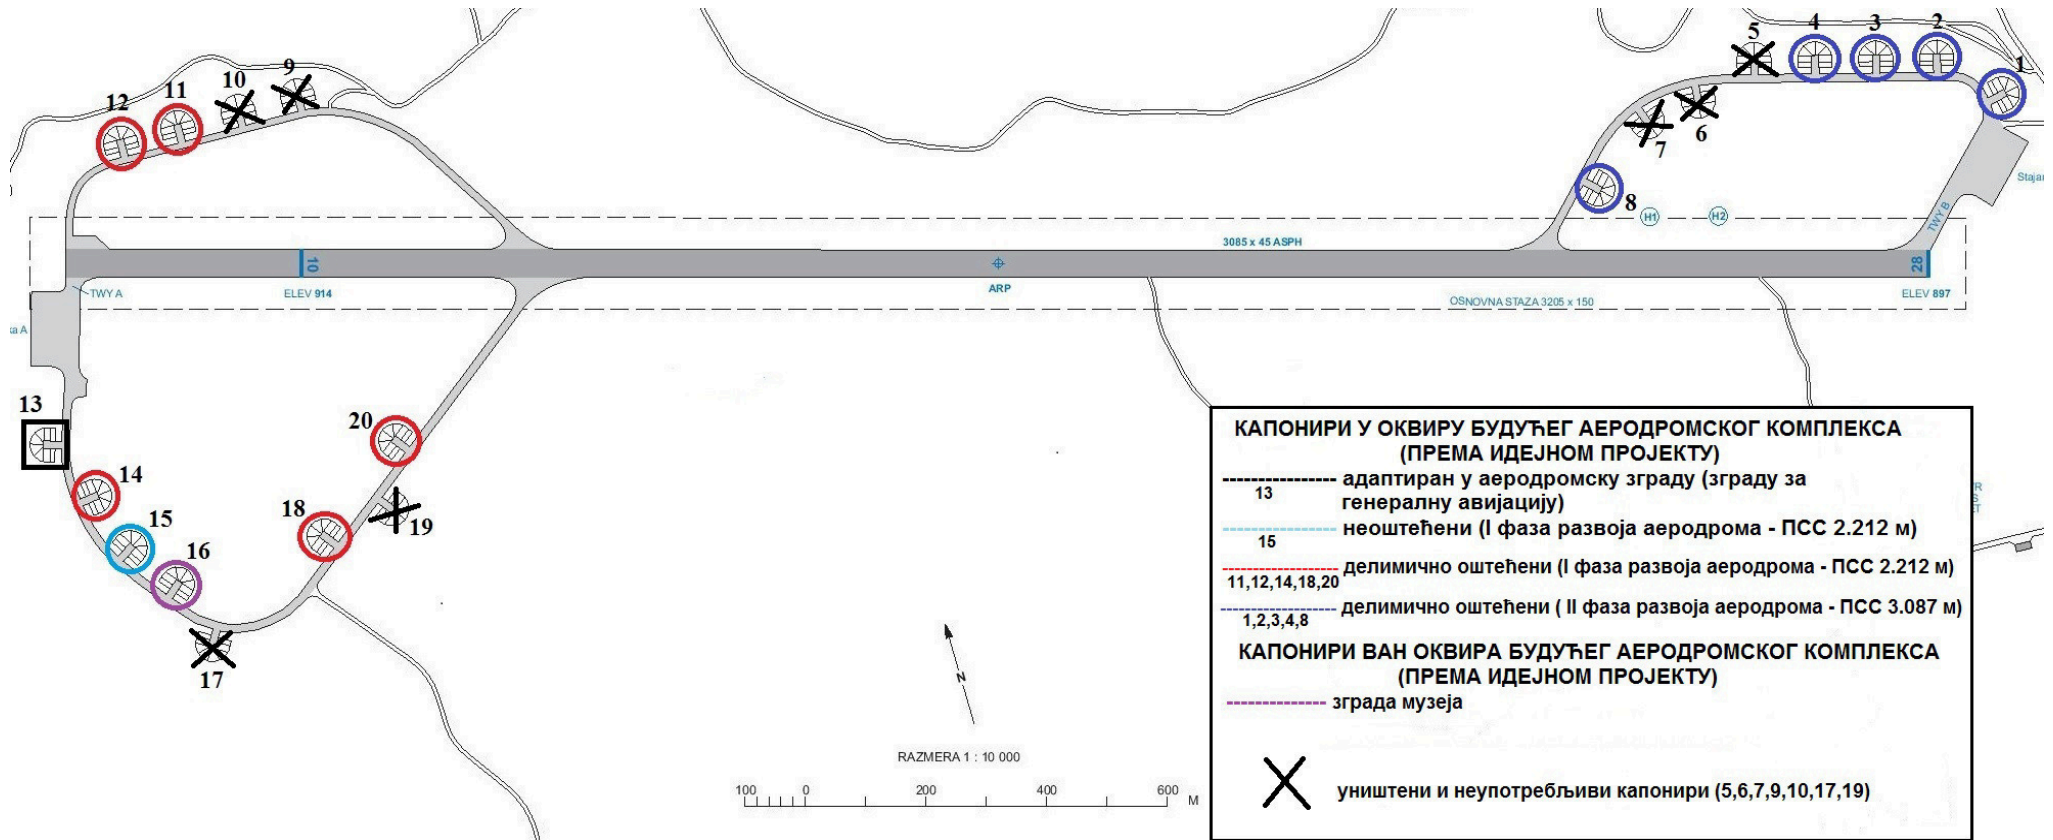 5
4
3
2
1
9
10
11
12
6
7
8
H1
H2
Stajan
TWY B
3085 x 45 ASPH
10
28
ARP
TWY A
ELEV 914
OSNOVNA STAZA 3205 x 150
ELEV 897
ka A
13
20
14
15
18
19
16
17
КАПОНИРИ У ОКВИРУ БУДУЋЕГ АЕРОДРОМСКОГ КОМПЛЕКСА
(ПРЕМА ИДЕЈНОМ ПРОЈЕКТУ)
13 адаптиран у аеродромску зграду (зграду за
генералну авијацију)
15 неоштећени (I фаза развоја аеродрома - ПСС 2.212 м)
11,12,14,18,20 делимично оштећени (I фаза развоја аеродрома - ПСС 2.212 м)
1,2,3,4,8 делимично оштећени ( II фаза развоја аеродрома - ПСС 3.087 м)
КАПОНИРИ ВАН ОКВИРА БУДУЋЕГ АЕРОДРОМСКОГ КОМПЛЕКСА
(ПРЕМА ИДЕЈНОМ ПРОЈЕКТУ)
зграда музеја
уништени и неупотребљиви капонири (5,6,7,9,10,17,19)
N
RAZMERA 1 : 10 000
100 0 200 400 600 M